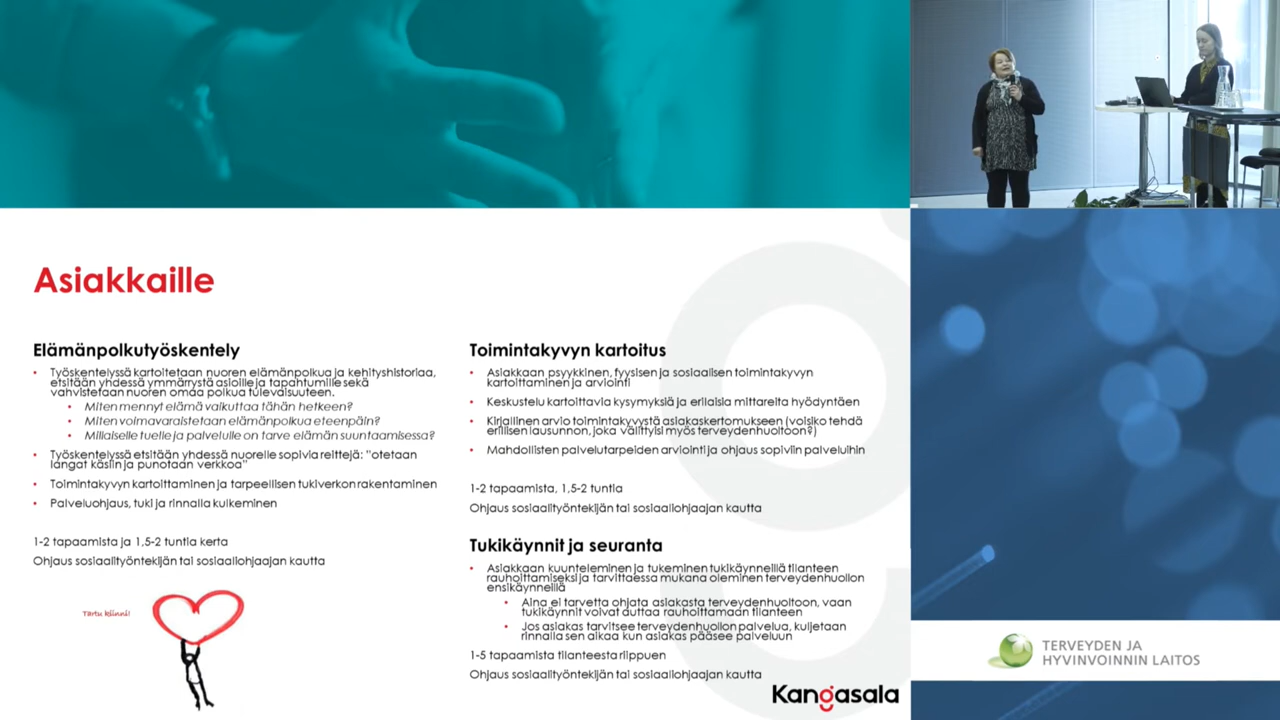 Asiakkaille
Elämänpolkutyöskentely
• Työskentelyssä kartoitetaan nuoren elämänpolkua ja kehityshistoriaa,
etsitään yhdessä ymmärrystä asioille ja tapahtumille sekä
vahvistetaan nuoren omaa polkua tulevaisuuteen.
• Miten mennyt elämä vaikuttaa tähän hetkeen?
• Miten voimavaraistetaan elämänpolkua eteenpäin?
• Millaiselle tuelle ja palvelulle on tarve elämän suuntaamisessa?
• Työskentelyssä etsitään yhdessä nuorelle sopivia reittejä: "otetaan
langat käsiin ja punotaan verkkoa"
• Toimintakyvyn kartoittaminen ja tarpeellisen tukiverkon rakentaminen
• Palveluohjaus, tuki ja rinnalla kulkeminen
1-2 tapaamista ja 1,5-2 tuntia kerta
Ohjaus sosiaalityöntekijän tai sosiaaliohjaajan kautta
Tartu kiinni!
Toimintakyvyn kartoitus
• Asiakkaan psyykkinen, fyysisen ja sosiaalisen toimintakyvyn
kartoittaminen ja arviointi
• Keskustelu kartoittavia kysymyksiä ja erilaisia mittareita hyödyntäen
• Kirjallinen arvio toimintakyvystä asiakaskertomukseen (voisiko tehdä
erillisen lausunnon, joka välittyisi myös terveydenhuoltoon?)
• Mahdollisten palvelutarpeiden arviointi ja ohjaus sopiviin palveluihin
1-2 tapaamista, 1,5-2 tuntia
Ohjaus sosiaalityöntekijän tai sosiaaliohjaajan kautta
Tukikäynnit ja seuranta
• Asiakkaan kuunteleminen ja tukeminen tukikäynneillä tilanteen
rauhoittamiseksi ja tarvittaessa mukana oleminen terveydenhuollon
ensikäynneillä
• Aina ei tarvetta ohjata asiakasta terveydenhuoltoon, vaan
tukikäynnit voivat auttaa rauhoittamaan tilanteen
• Jos asiakas tarvitsee terveydenhuollon palvelua, kuljetaan
rinnalla sen aikaa kun asiakas pääsee palveluun
1-5 tapaamista tilanteesta riippuen
Ohjaus sosiaalityöntekijän tai sosiaaliohjaajan kautta
Kangasala
TERVEYDEN JA
HYVINVOINNIN LAITOS